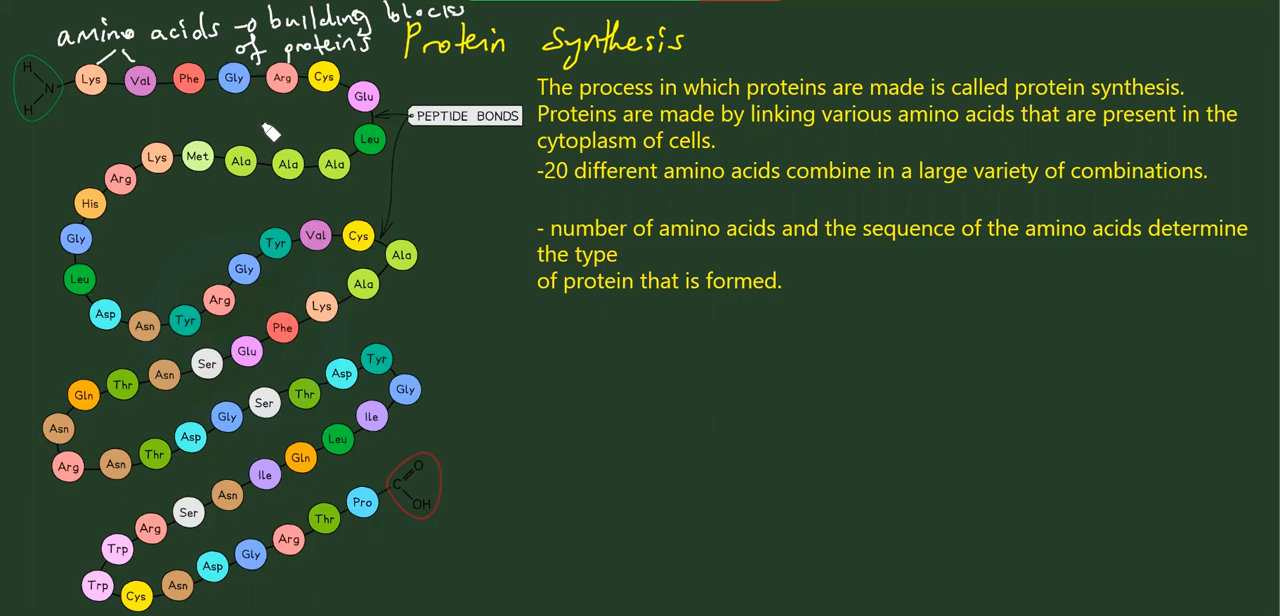 amino acids → building blocks
of proteins
Protein Synthesis
The process in which proteins are made is called protein synthesis.
Proteins are made by linking various amino acids that are present in the
cytoplasm of cells.
-20 different amino acids combine in a large variety of combinations.
- number of amino acids and the sequence of the amino acids determine
the type
of protein that is formed.
PEPTIDE BONDS
H
N
H
Lys Val Phe Gly Arg Cys Glu
Leu
Ala Ala Ala Met Lys Arg His Gly Leu
Asp Asn Tyr Arg Gly Tyr Val Cys Ala
Ala Lys Phe Glu Ser Asn Thr Gln Asn
Arg Asn Thr Asp Gly Ser Thr Asp Tyr Gly
Ile Leu Gln Ile Asn Ser Arg Trp
Trp Cys Asn Asp Gly Arg Thr Pro
C
O
OH